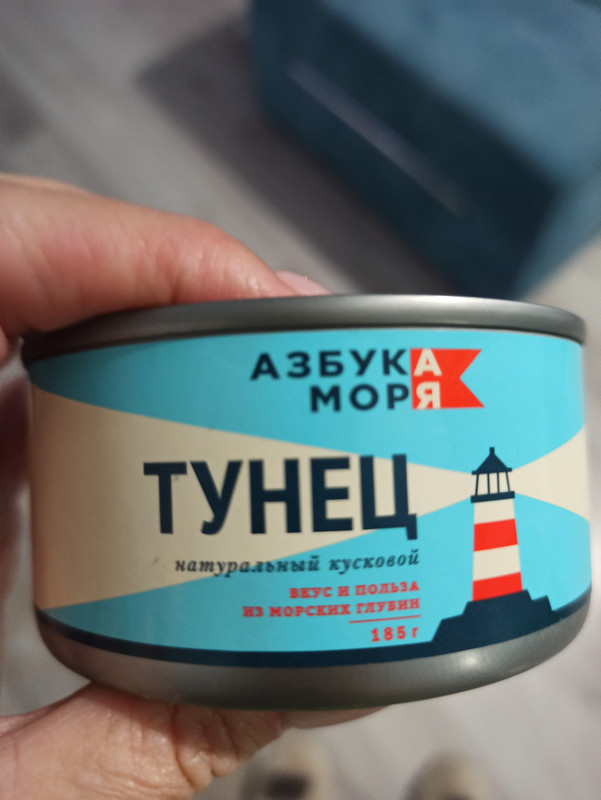 АЗБУКА
МОРЯ
ТУНЕЦ
натуральный кусковой
ВКУС И ПОЛЬЗА
ИЗ МОРСКИХ ГЛУБИН
185 г